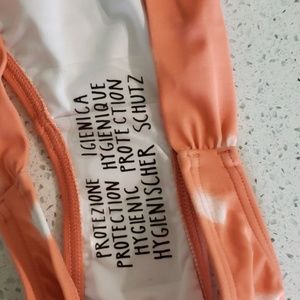 PROTEZIONE IGIENICA
PROTECTION HYGIENIQUE
HYGIENIC PROTECTION
HYGIENISCHER SCHUTZ